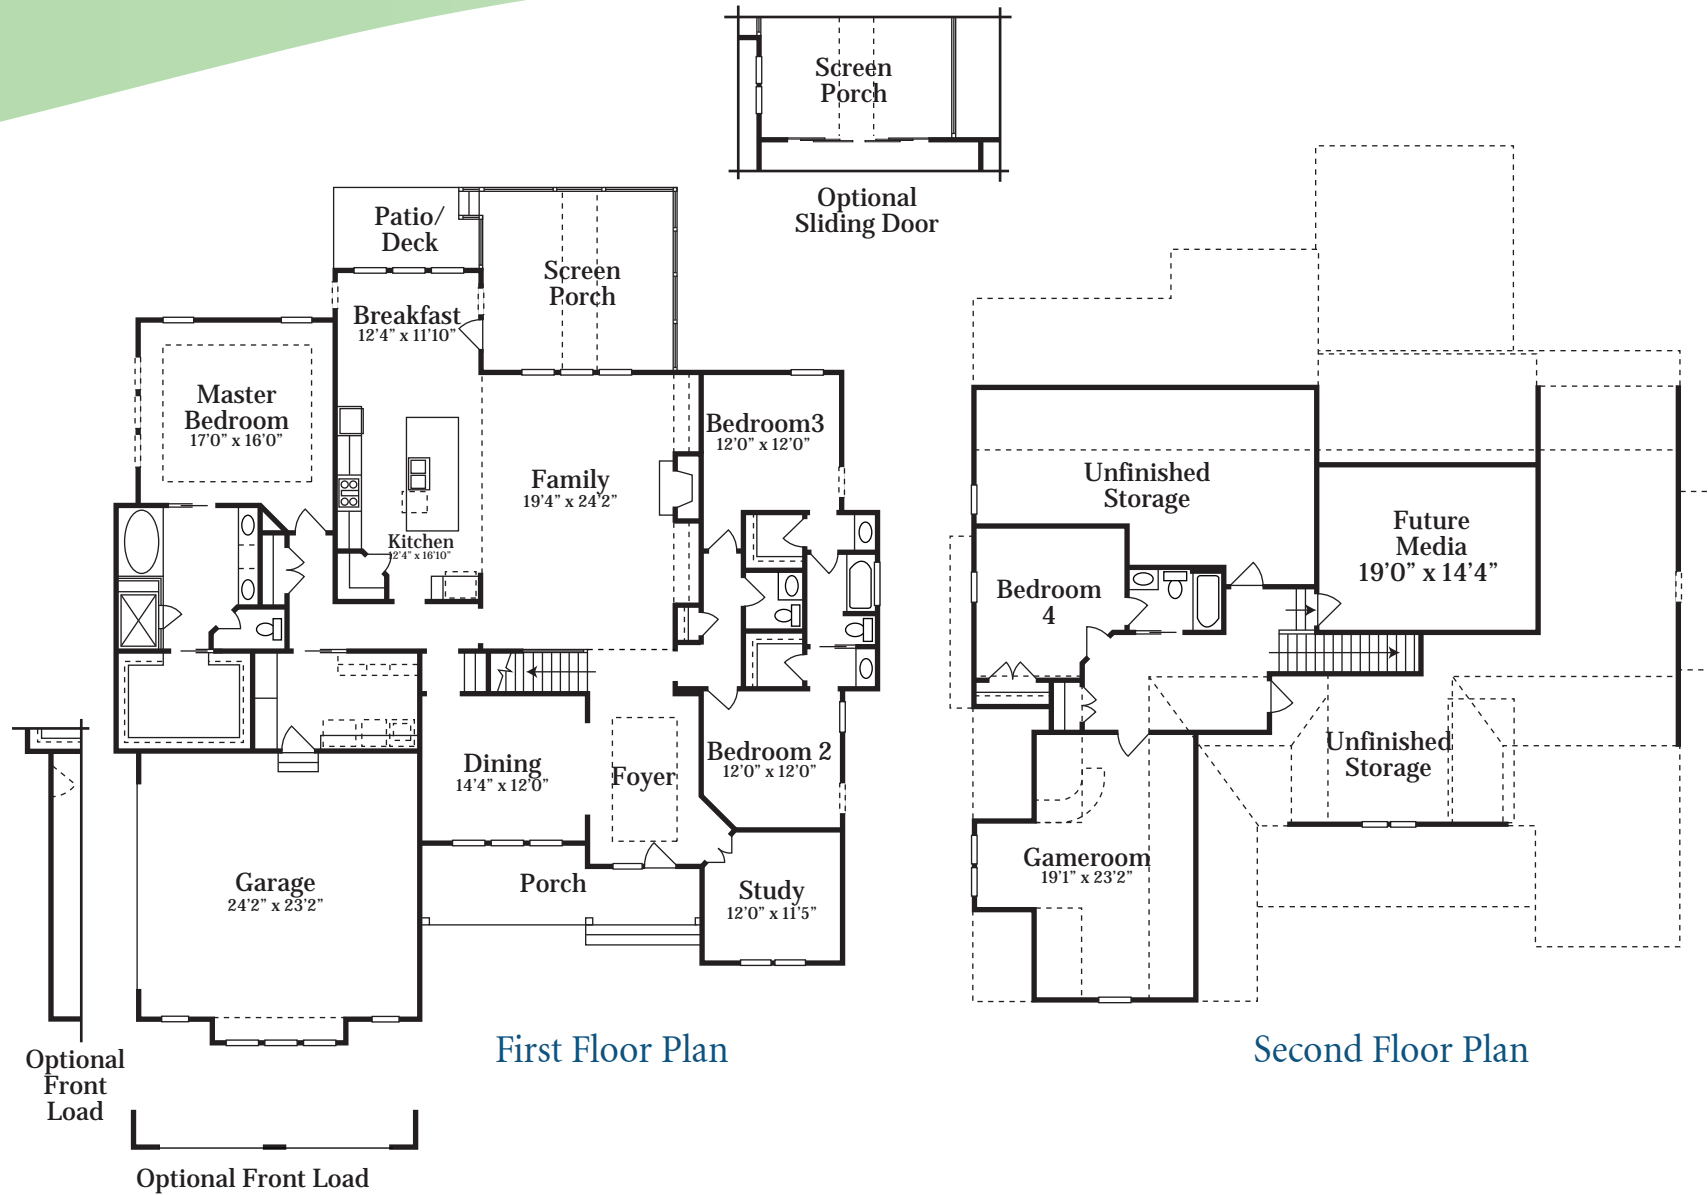 Screen
Porch
Optional
Sliding Door
Patio/
Deck
Screen
Porch
Breakfast
12’4” x 11’10”
Master
Bedroom
17’0” x 16’0”
Bedroom3
12’0” x 12’0”
Family
19’4” x 24’2”
Kitchen
12’4” x 16’10”
Dining
14’4” x 12’0”
Foyer
Bedroom 2
12’0” x 12’0”
Garage
24’2” x 23’2”
Porch
Study
12’0” x 11’5”
Optional
Front
Load
First Floor Plan
Optional Front Load
Unfinished
Storage
Future
Media
19’0” x 14’4”
Bedroom
4
Unfinished
Storage
Gameroom
19’1” x 23’2”
Second Floor Plan